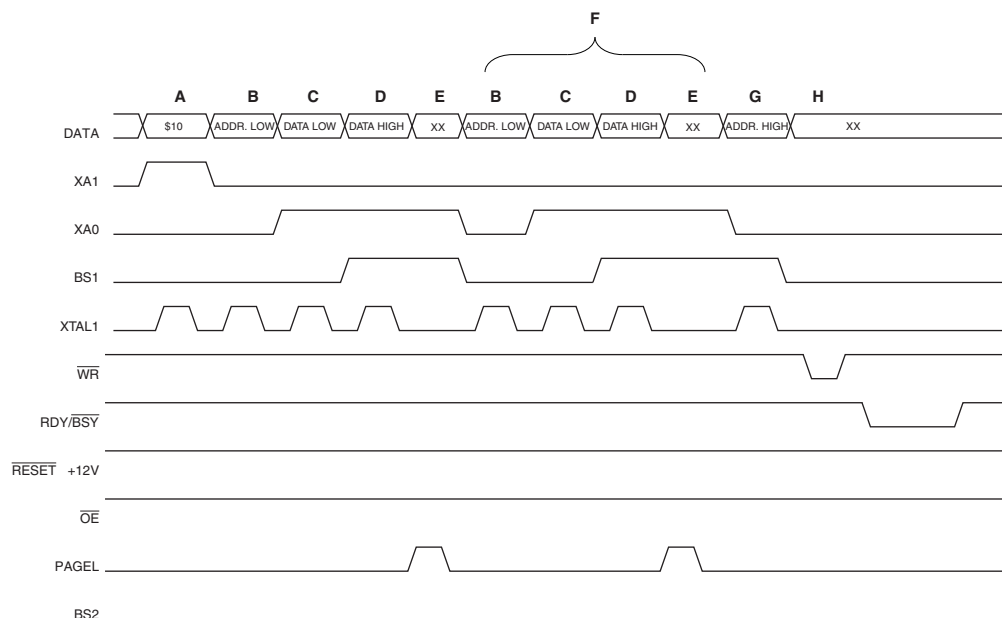 F
A B C D E B C D E G H
DATA $10 ADDR. LOW DATA LOW DATA HIGH XX ADDR. LOW DATA LOW DATA HIGH XX ADDR. HIGH XX
XA1
XA0
BS1
XTAL1
WR
RDY/BSY
RESET +12V
OE
PAGEL
BS2